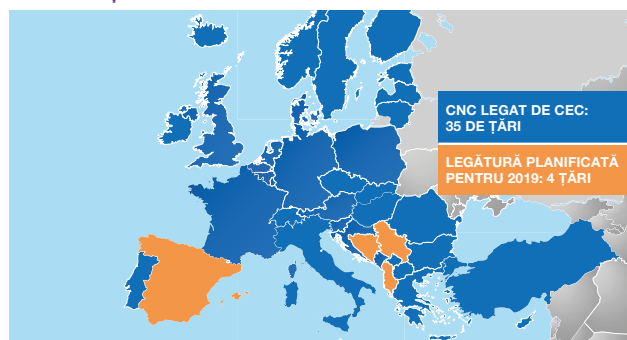 CNC LEGAT DE CEC:
35 DE ȚĂRI
LEGĂTURĂ PLANIFICATĂ
PENTRU 2019: 4 ȚĂRI